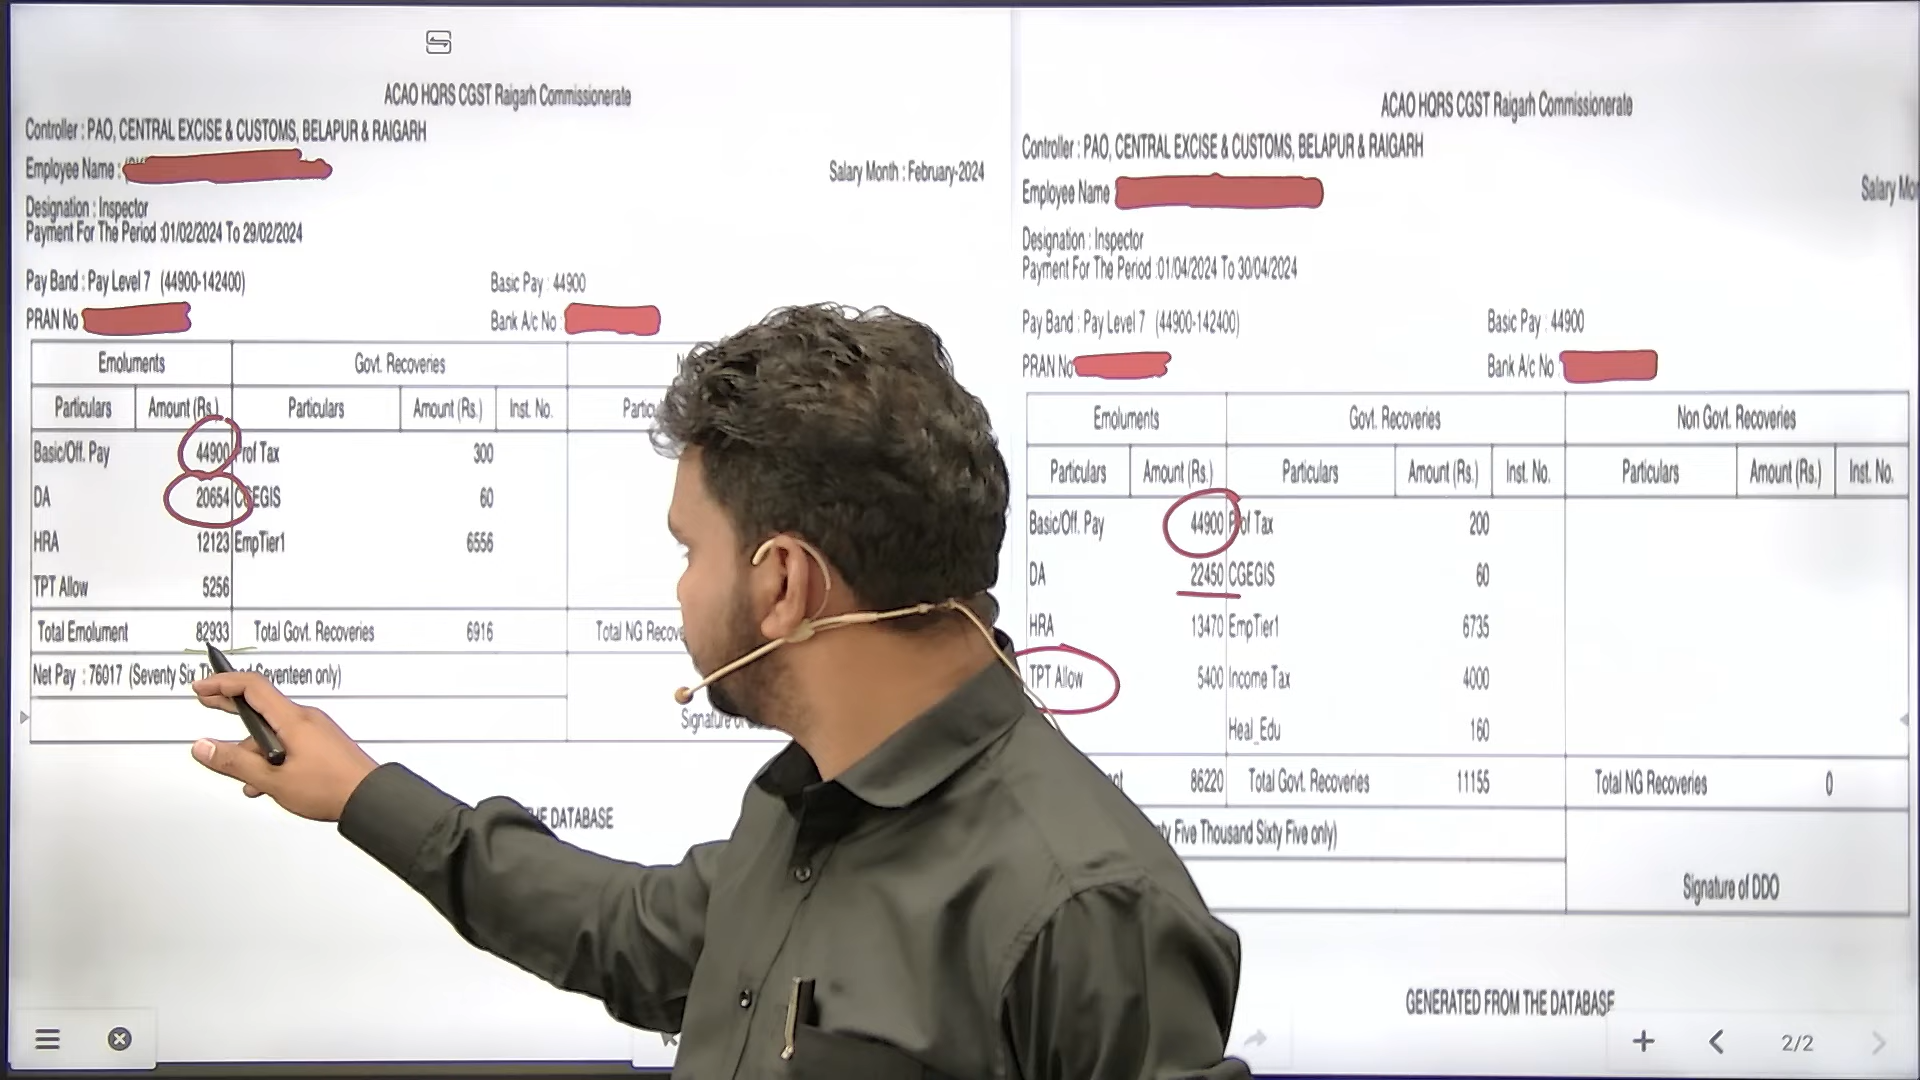 ACAO HQRS CGST Raigarh Commissionerate
Controller : PAO, CENTRAL EXCISE & CUSTOMS, BELAPUR & RAIGARH
Employee Name :
Salary Month : February-2024
Designation : Inspector
Payment For The Period :01/02/2024 To 29/02/2024
Pay Band : Pay Level 7 (44900-142400)
Basic Pay : 44900
PRAN No
Bank A/c No :
Emoluments Govt. Recoveries
Particulars Amount (Rs.) Particulars Amount (Rs.) Inst. No.
Basic/Off. Pay 44900 Prof Tax 300
DA 20654 CGEGIS 60
HRA 12123 EmpTier1 6556
TPT Allow 5256
Total Emolument 82933 Total Govt. Recoveries 6916 Total NG
Net Pay : 76017 (Seventy Six Seventeen only)
Signature
DATABASE
ACAO HQRS CGST Raigarh Commissionerate
Controller : PAO, CENTRAL EXCISE & CUSTOMS, BELAPUR & RAIGARH
Employee Name
Salary
Designation : Inspector
Payment For The Period :01/04/2024 To 30/04/2024
Pay Band : Pay Level 7 (44900-142400)
Basic Pay : 44900
PRAN No
Bank A/c No :
Emoluments Govt. Recoveries Non Govt. Recoveries
Particulars Amount (Rs.) Particulars Amount (Rs.) Inst. No. Particulars Amount (Rs.) Inst. No.
Basic/Off. Pay 44900 Prof Tax 200
DA 22450 CGEGIS 60
HRA 13470 EmpTier1 6735
TPT Allow 5400 Income Tax 4000
Heal_Edu 160
86220 Total Govt. Recoveries 11155 Total NG Recoveries 0
Five Thousand Sixty Five only)
Signature of DDO
GENERATED FROM THE DATABASE
2/2